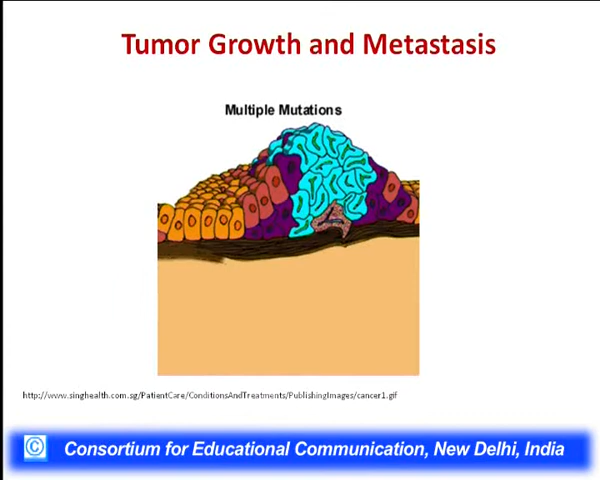 Tumor Growth and Metastasis
Multiple Mutations
http://www.singhealth.com.sg/PatientCare/ConditionsAndTreatments/PublishingImages/cancer1.gif
© Consortium for Educational Communication, New Delhi, India